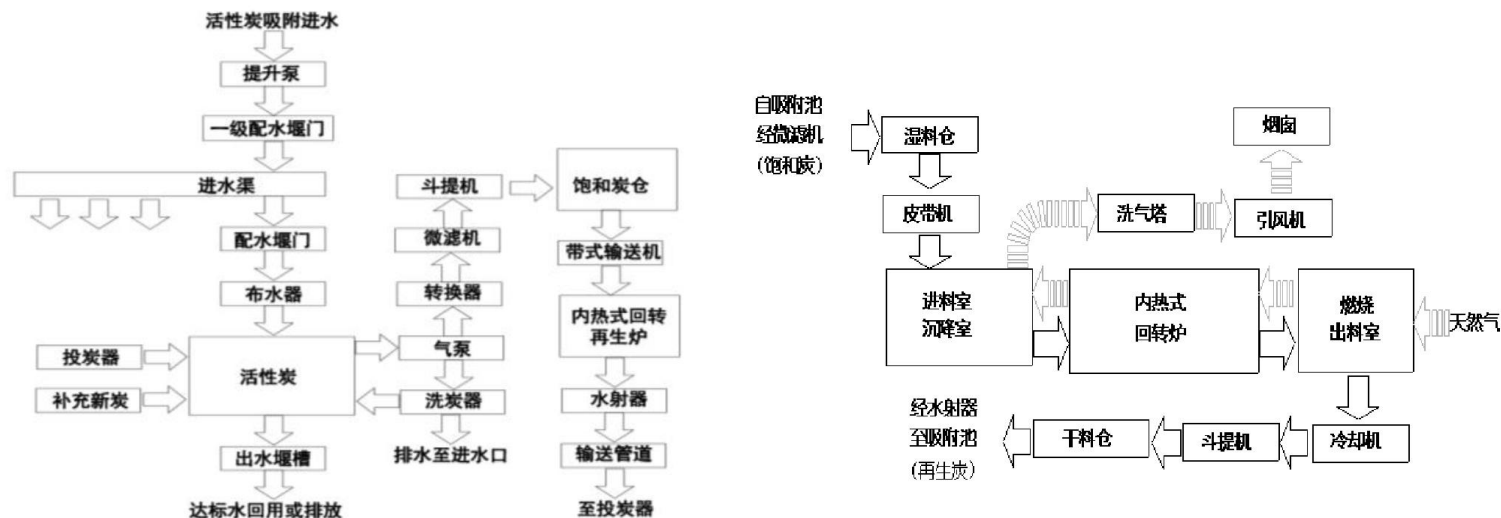 活性炭吸附进水
提升泵
一级配水堰门
进水渠
配水堰门
布水器
投炭器
补充新炭
活性炭
出水堰槽
达标水回用或排放
斗提机
微滤机
转换器
气泵
洗炭器
排水至进水口
饱和炭仓
带式输送机
内热式回转
再生炉
水射器
输送管道
至投炭器
自吸附池
经微滤机
(饱和炭)
湿料仓
皮带机
烟囱
洗气塔
引风机
进料室
沉降室
内热式
回转炉
燃烧
出料室
天然气
经水射器
至吸附池
(再生炭)
干料仓
斗提机
冷却机